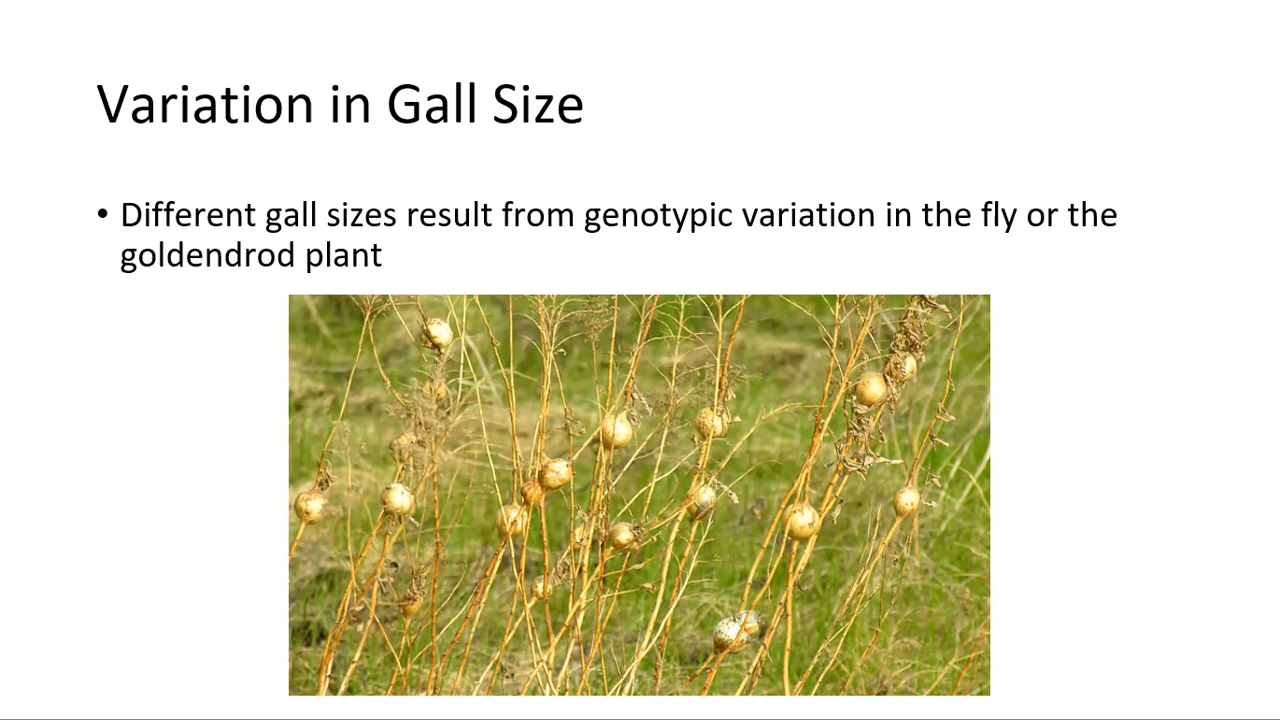 Variation in Gall Size
• Different gall sizes result from genotypic variation in the fly or the
goldendrod plant